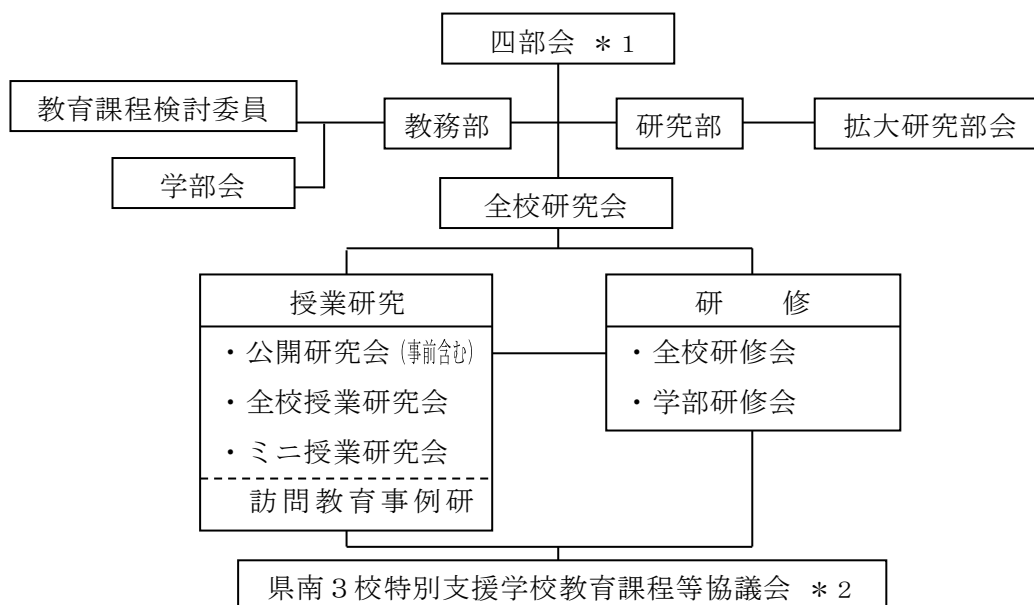 四部会 ＊１
教育課程検討委員
教務部
研究部
拡大研究部会
学部会
全校研究会
授業研究
・公開研究会(事前含む)
・全校授業研究会
・ミニ授業研究会
訪問教育事例研
研　　修
・全校研修会
・学部研修会
県南３校特別支援学校教育課程等協議会 ＊２